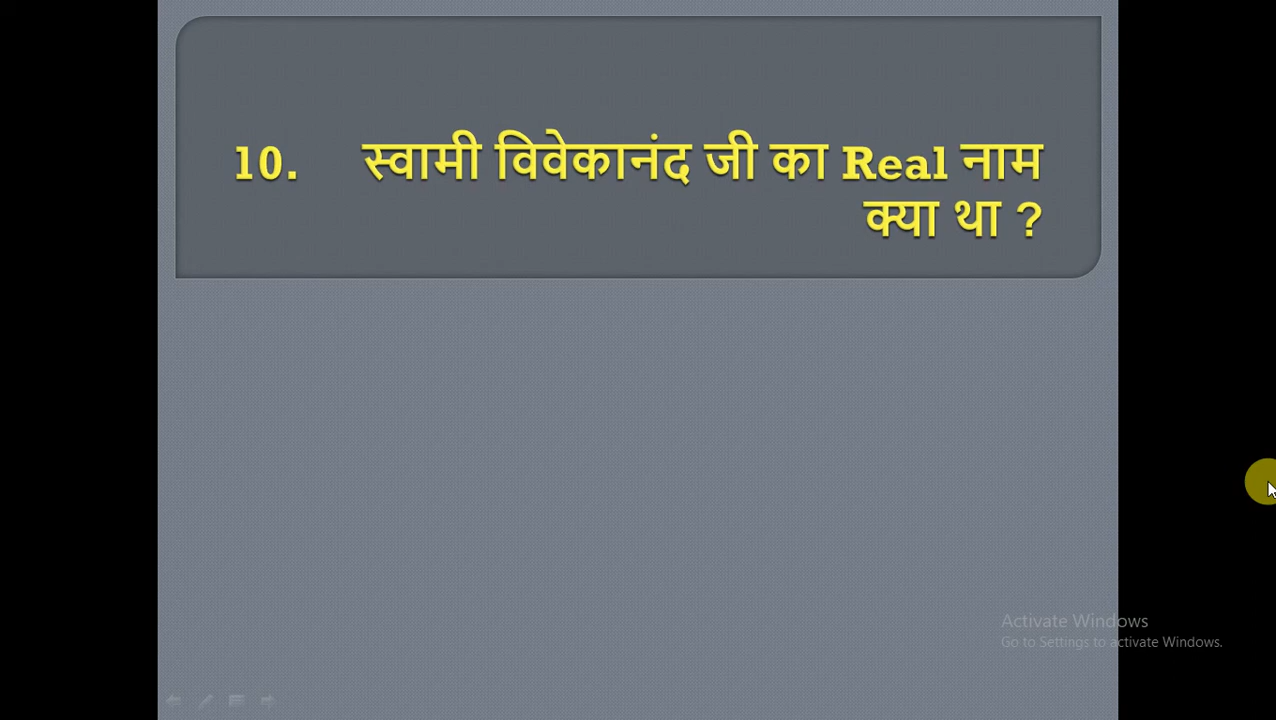 10. स्वामी विवेकानंद जी का Real नाम
क्या था ?
Activate Windows
Go to Settings to activate Windows.